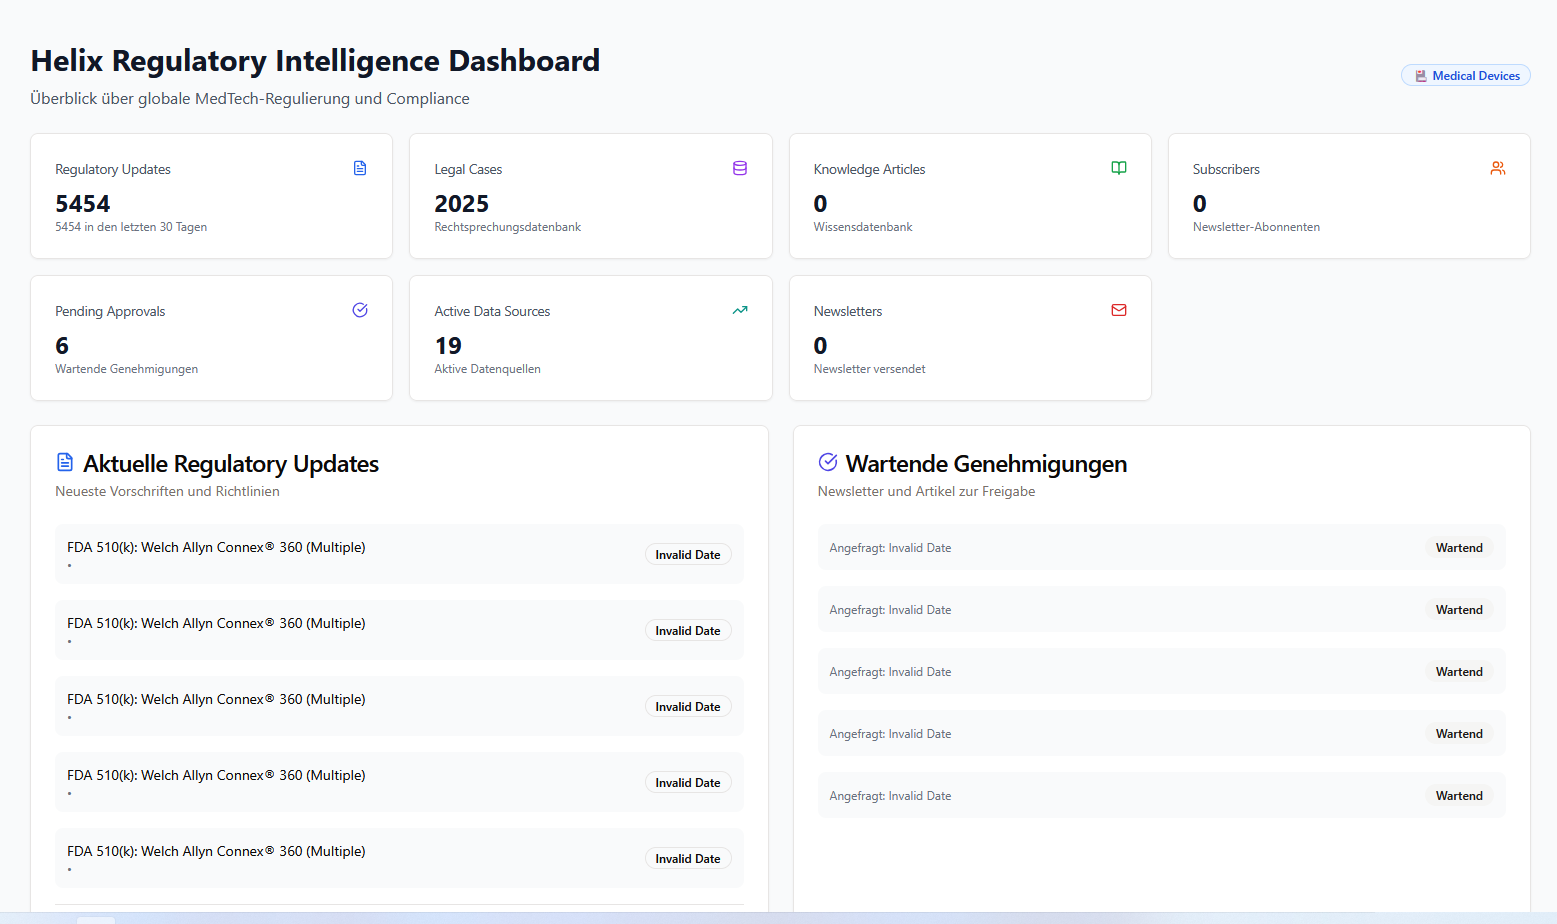 Helix Regulatory Intelligence Dashboard
Überblick über globale MedTech-Regulierung und Compliance
Medical Devices
Regulatory Updates
5454
5454 in den letzten 30 Tagen
Legal Cases
2025
Rechtsprechungsdatenbank
Knowledge Articles
0
Wissensdatenbank
Subscribers
0
Newsletter-Abonnenten
Pending Approvals
6
Wartende Genehmigungen
Active Data Sources
19
Aktive Datenquellen
Newsletters
0
Newsletter versendet
Aktuelle Regulatory Updates
Neueste Vorschriften und Richtlinien
FDA 510(k): Welch Allyn Connex® 360 (Multiple)
•
Invalid Date
FDA 510(k): Welch Allyn Connex® 360 (Multiple)
•
Invalid Date
FDA 510(k): Welch Allyn Connex® 360 (Multiple)
•
Invalid Date
FDA 510(k): Welch Allyn Connex® 360 (Multiple)
•
Invalid Date
FDA 510(k): Welch Allyn Connex® 360 (Multiple)
•
Invalid Date
Wartende Genehmigungen
Newsletter und Artikel zur Freigabe
Angefragt: Invalid Date Wartend
Angefragt: Invalid Date Wartend
Angefragt: Invalid Date Wartend
Angefragt: Invalid Date Wartend
Angefragt: Invalid Date Wartend